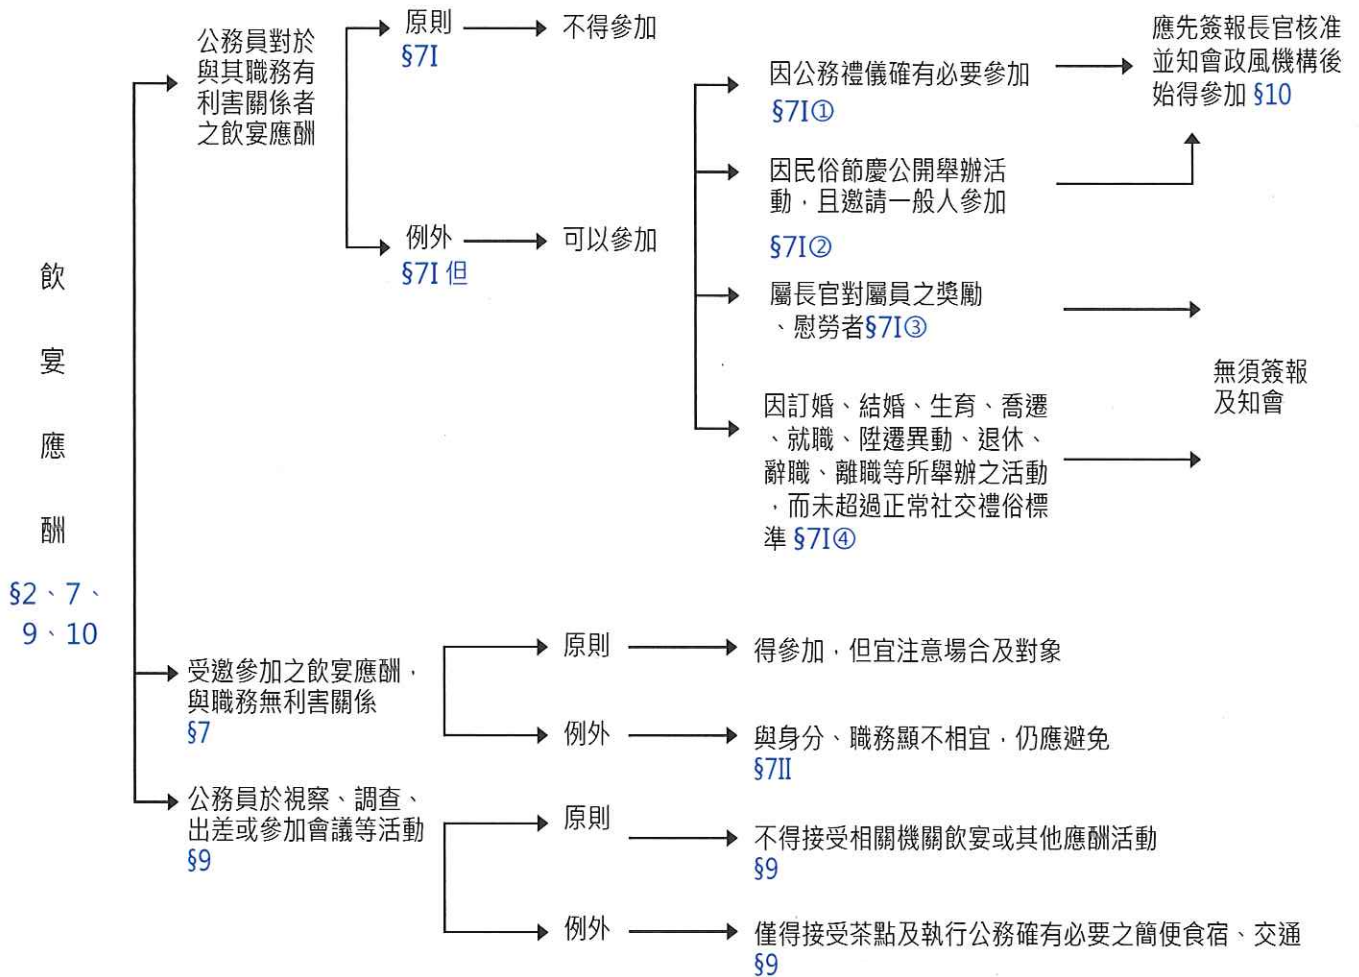 飲
宴
應
酬
§2、7、
9、10
公務員對於
與其職務有
利害關係者
之飲宴應酬
原則
§7I
不得參加
例外
§7I 但
可以參加
因公務禮儀確有必要參加
§7I①
應先簽報長官核准
並知會政風機構後
始得參加 §10
因民俗節慶公開舉辦活
動，且邀請一般人參加
§7I②
屬長官對屬員之獎勵
、慰勞者§7I③
因訂婚、結婚、生育、喬遷
、就職、陞遷異動、退休、
辭職、離職等所舉辦之活動
，而未超過正常社交禮俗標
準 §7I④
無須簽報
及知會
受邀參加之飲宴應酬，
與職務無利害關係
§7
原則
得參加，但宜注意場合及對象
例外
與身分、職務顯不相宜，仍應避免
§7II
公務員於視察、調查、
出差或參加會議等活動
§9
原則
不得接受相關機關飲宴或其他應酬活動
§9
例外
僅得接受茶點及執行公務確有必要之簡便食宿、交通
§9